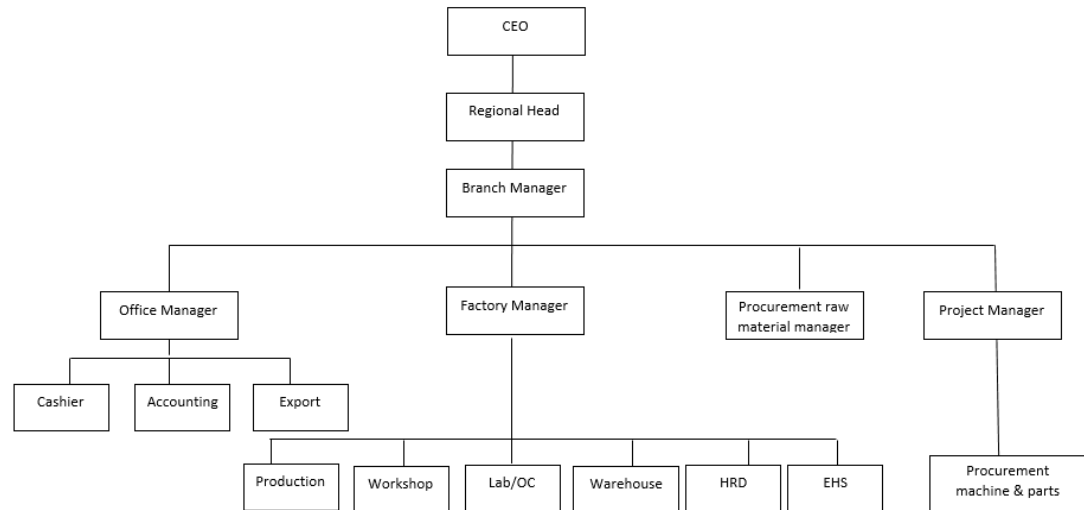 CEO
Regional Head
Branch Manager
Office Manager
Factory Manager
Procurement raw
material manager
Project Manager
Cashier
Accounting
Export
Production
Workshop
Lab/OC
Warehouse
HRD
EHS
Procurement
machine & parts